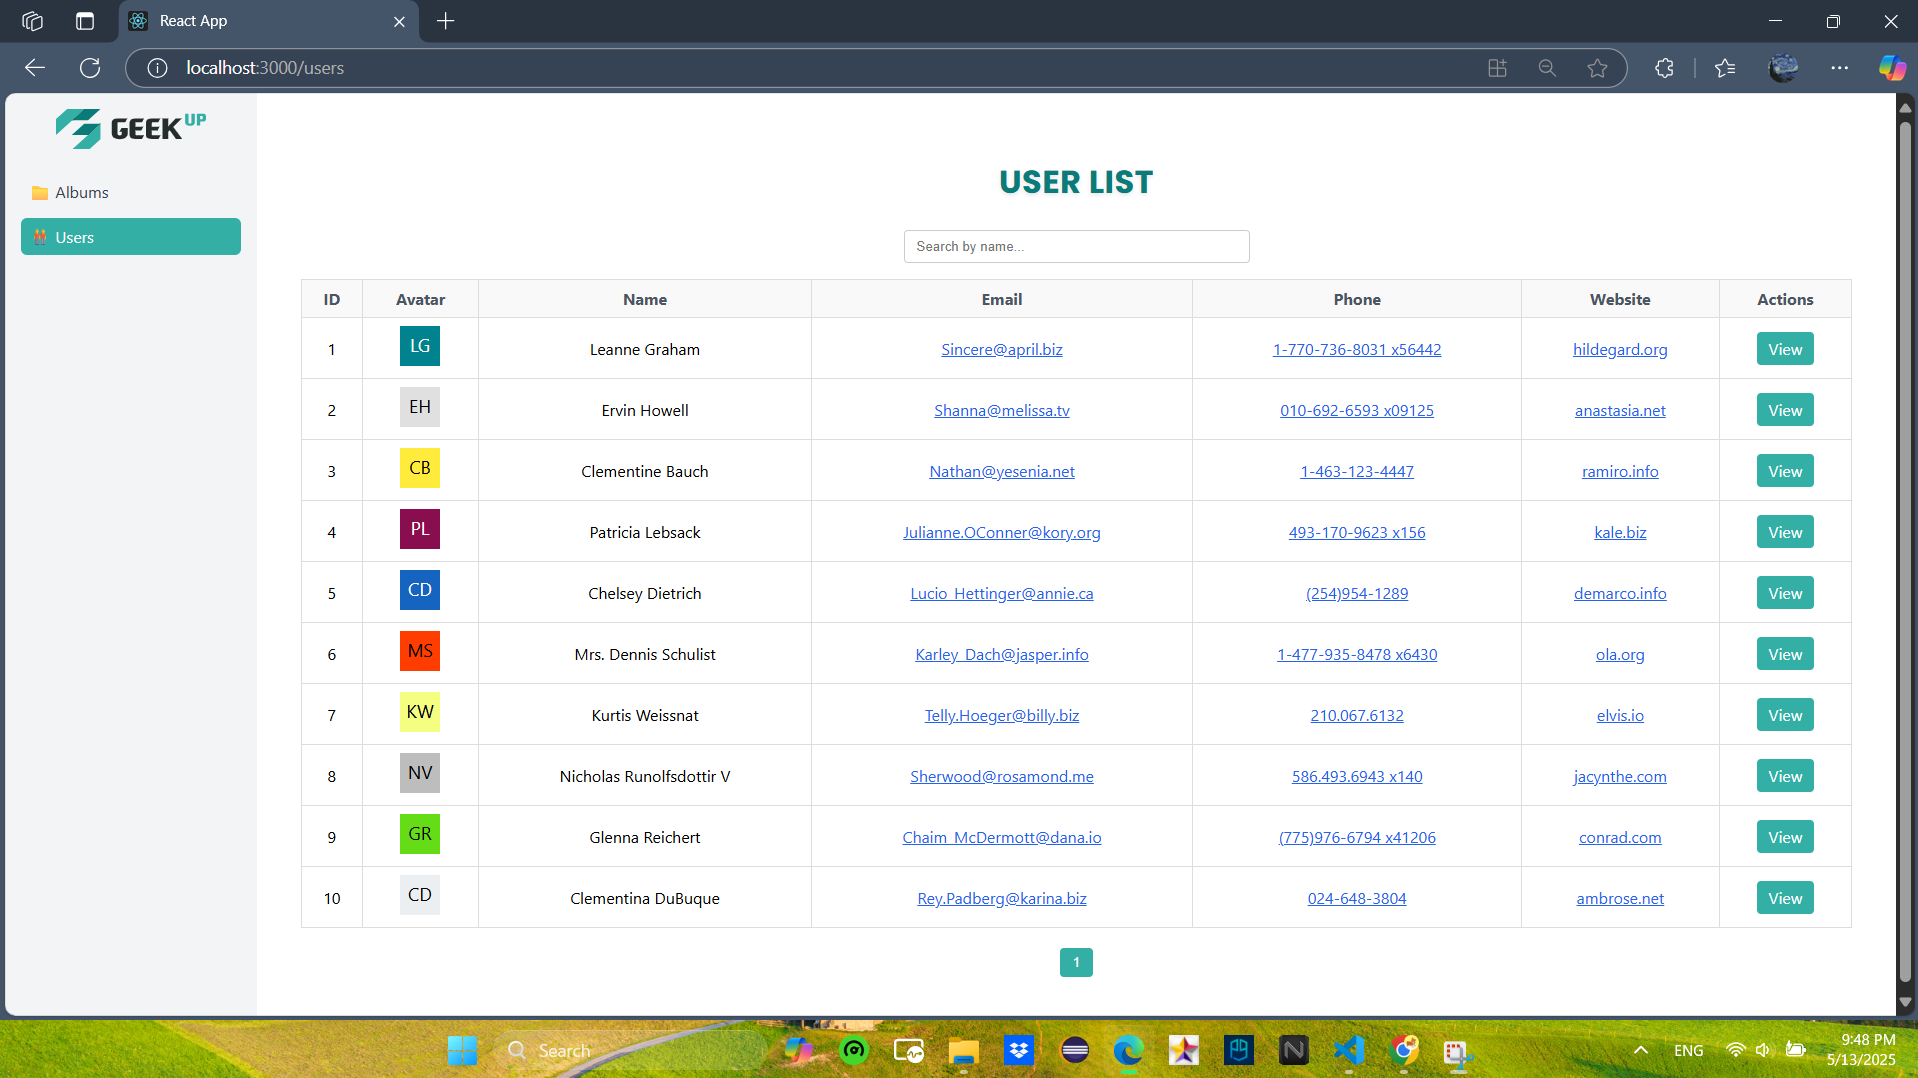 React App
localhost:3000/users
GEEK UP
Albums
Users
USER LIST
Search by name...
ID Avatar Name Email Phone Website Actions
1 LG Leanne Graham Sincere@april.biz 1-770-736-8031 x56442 hildegard.org View
2 EH Ervin Howell Shanna@melissa.tv 010-692-6593 x09125 anastasia.net View
3 CB Clementine Bauch Nathan@yesenia.net 1-463-123-4447 ramiro.info View
4 PL Patricia Lebsack Julianne.OConner@kory.org 493-170-9623 x156 kale.biz View
5 CD Chelsey Dietrich Lucio_Hettinger@annie.ca (254)954-1289 demarco.info View
6 MS Mrs. Dennis Schulist Karley_Dach@jasper.info 1-477-935-8478 x6430 ola.org View
7 KW Kurtis Weissnat Telly.Hoeger@billy.biz 210.067.6132 elvis.io View
8 NV Nicholas Runolfsdottir V Sherwood@rosamond.me 586.493.6943 x140 jacynthe.com View
9 GR Glenna Reichert Chaim_McDermott@dana.io (775)976-6794 x41206 conrad.com View
10 CD Clementina DuBuque Rey.Padberg@karina.biz 024-648-3804 ambrose.net View
1
Search
ENG
9:48 PM
5/13/2025